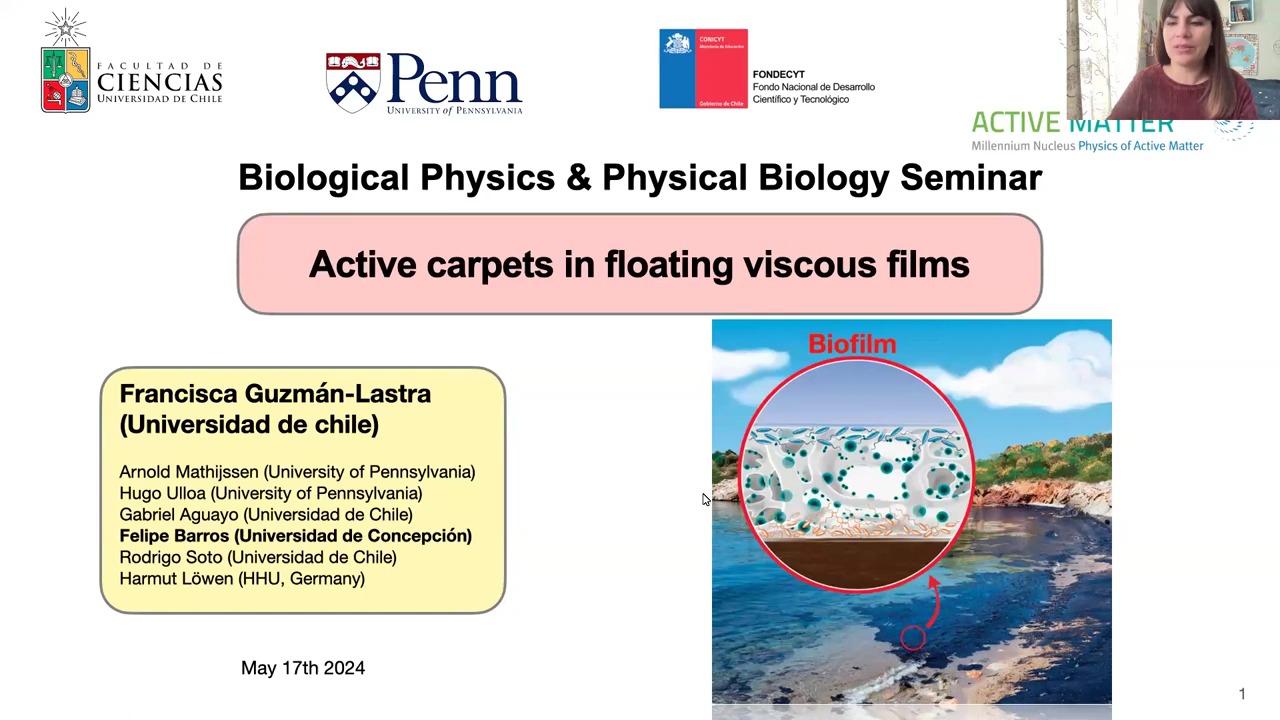 FACULTAD DE
CIENCIAS
UNIVERSIDAD DE CHILE
Penn
UNIVERSITY of PENNSYLVANIA
CONICYT
Ministerio de Educación
Gobierno de Chile
FONDECYT
Fondo Nacional de Desarrollo
Científico y Tecnológico
ACTIVE MATTER
Millennium Nucleus Physics of Active Matter
Biological Physics & Physical Biology Seminar
Active carpets in floating viscous films
Francisca Guzmán-Lastra
(Universidad de chile)
Arnold Mathijssen (University of Pennsylvania)
Hugo Ulloa (University of Pennsylvania)
Gabriel Aguayo (Universidad de Chile)
Felipe Barros (Universidad de Concepción)
Rodrigo Soto (Universidad de Chile)
Harmut Löwen (HHU, Germany)
May 17th 2024
Biofilm
1